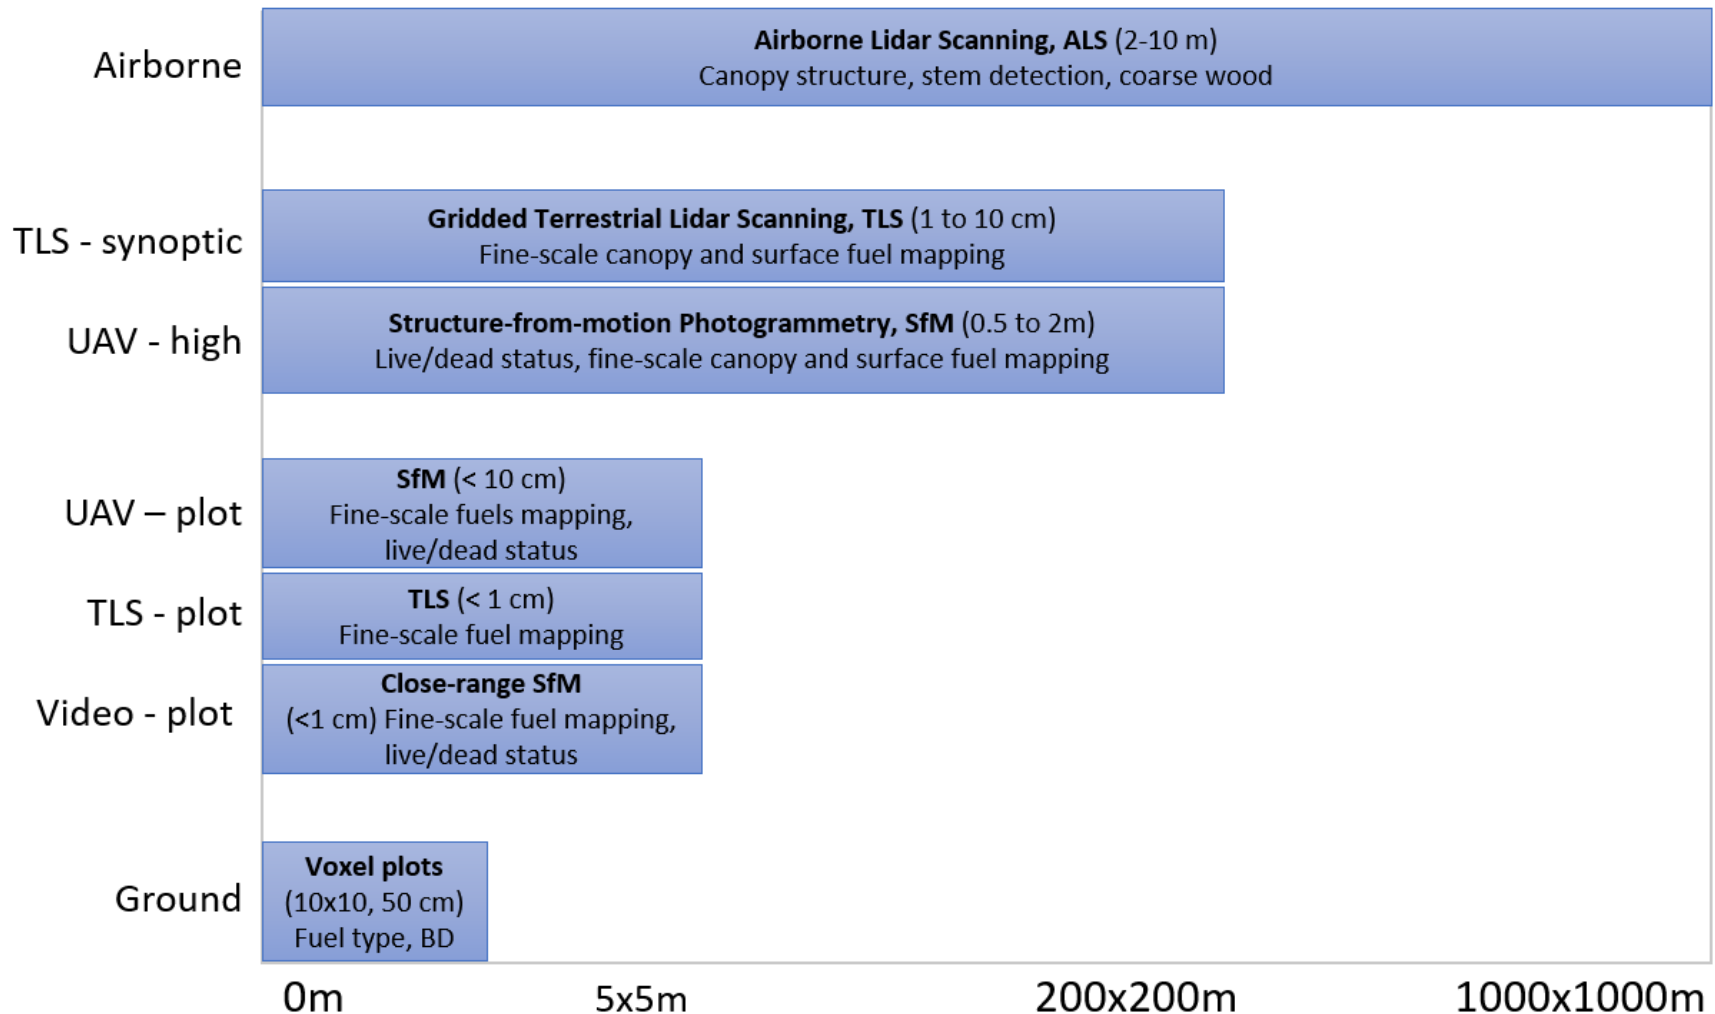 Airborne
Airborne Lidar Scanning, ALS (2-10 m)
Canopy structure, stem detection, coarse wood
TLS - synoptic
Gridded Terrestrial Lidar Scanning, TLS (1 to 10 cm)
Fine-scale canopy and surface fuel mapping
UAV - high
Structure-from-motion Photogrammetry, SfM (0.5 to 2m)
Live/dead status, fine-scale canopy and surface fuel mapping
UAV – plot
SfM (< 10 cm)
Fine-scale fuels mapping,
live/dead status
TLS - plot
TLS (< 1 cm)
Fine-scale fuel mapping
Video - plot
Close-range SfM
(<1 cm) Fine-scale fuel mapping,
live/dead status
Ground
Voxel plots
(10x10, 50 cm)
Fuel type, BD
0m
5x5m
200x200m
1000x1000m